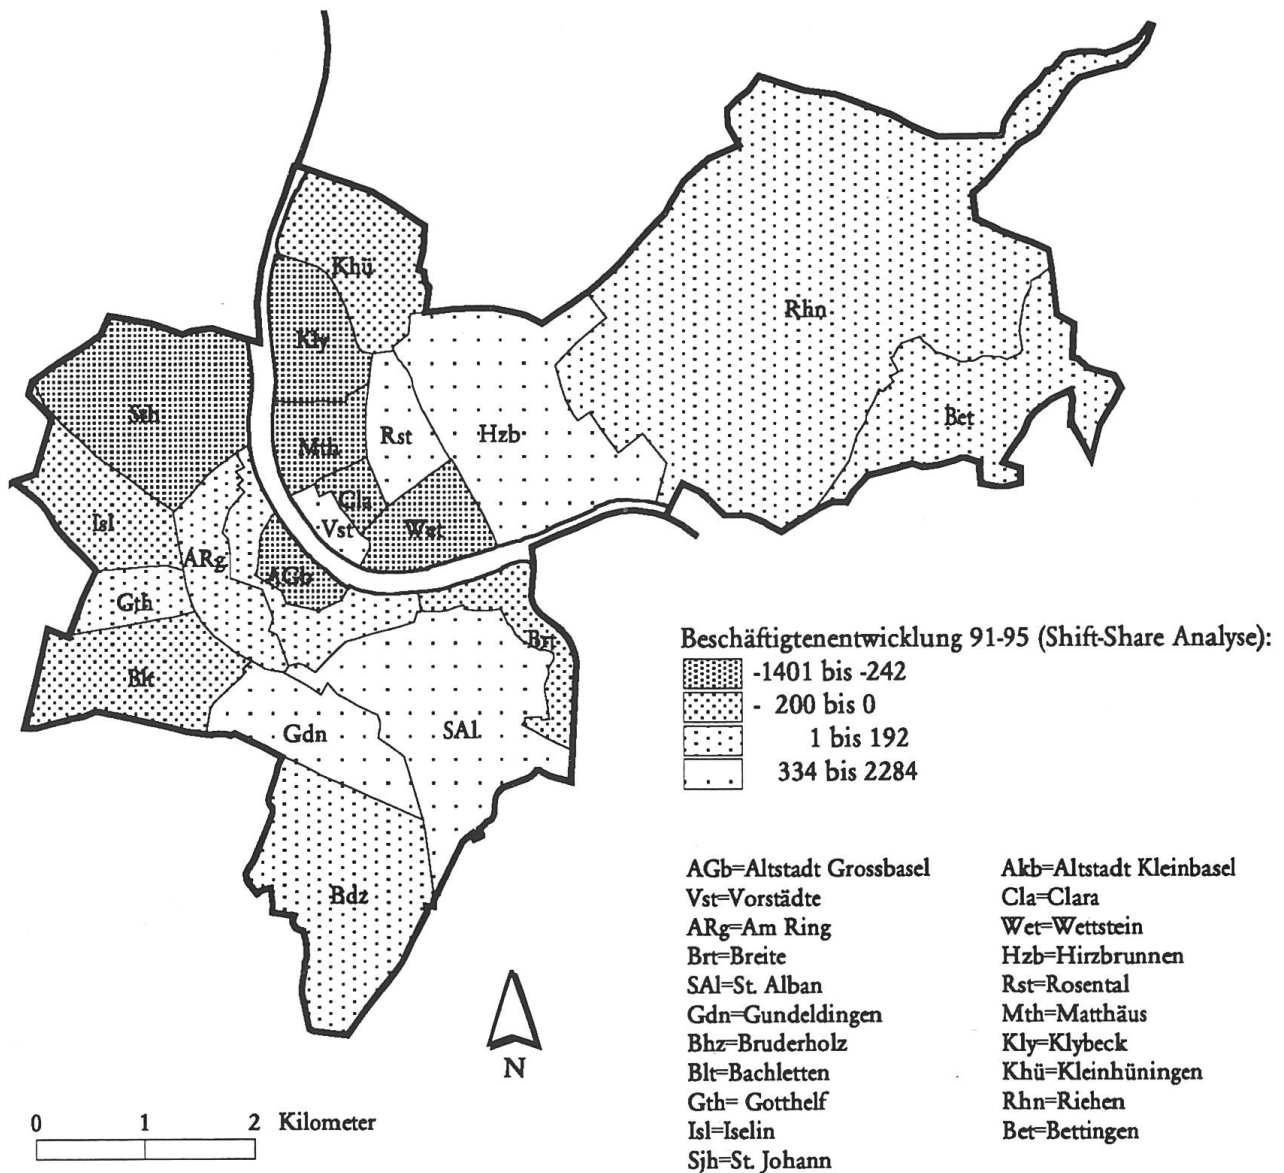 Khü
Kly
Rhn
Bet
Rst
Hzb
Mth
Cla
Vst
Wet
Isl
ARg
AGb
Gth
Blt
Brt
Gdn
SAl
Bdz
Beschäftigtenentwicklung 91-95 (Shift-Share Analyse):
-1401 bis -242
- 200 bis 0
1 bis 192
334 bis 2284
AGb=Altstadt Grossbasel
Vst=Vorstädte
ARg=Am Ring
Brt=Breite
SAl=St. Alban
Gdn=Gundeldingen
Bhz=Bruderholz
Blt=Bachletten
Gth= Gotthelf
Isl=Iselin
Sjh=St. Johann
Akb=Altstadt Kleinbasel
Cla=Clara
Wet=Wettstein
Hzb=Hirzbrunnen
Rst=Rosental
Mth=Matthäus
Kly=Klybeck
Khü=Kleinhüningen
Rhn=Riehen
Bet=Bettingen
N
0 1 2 Kilometer